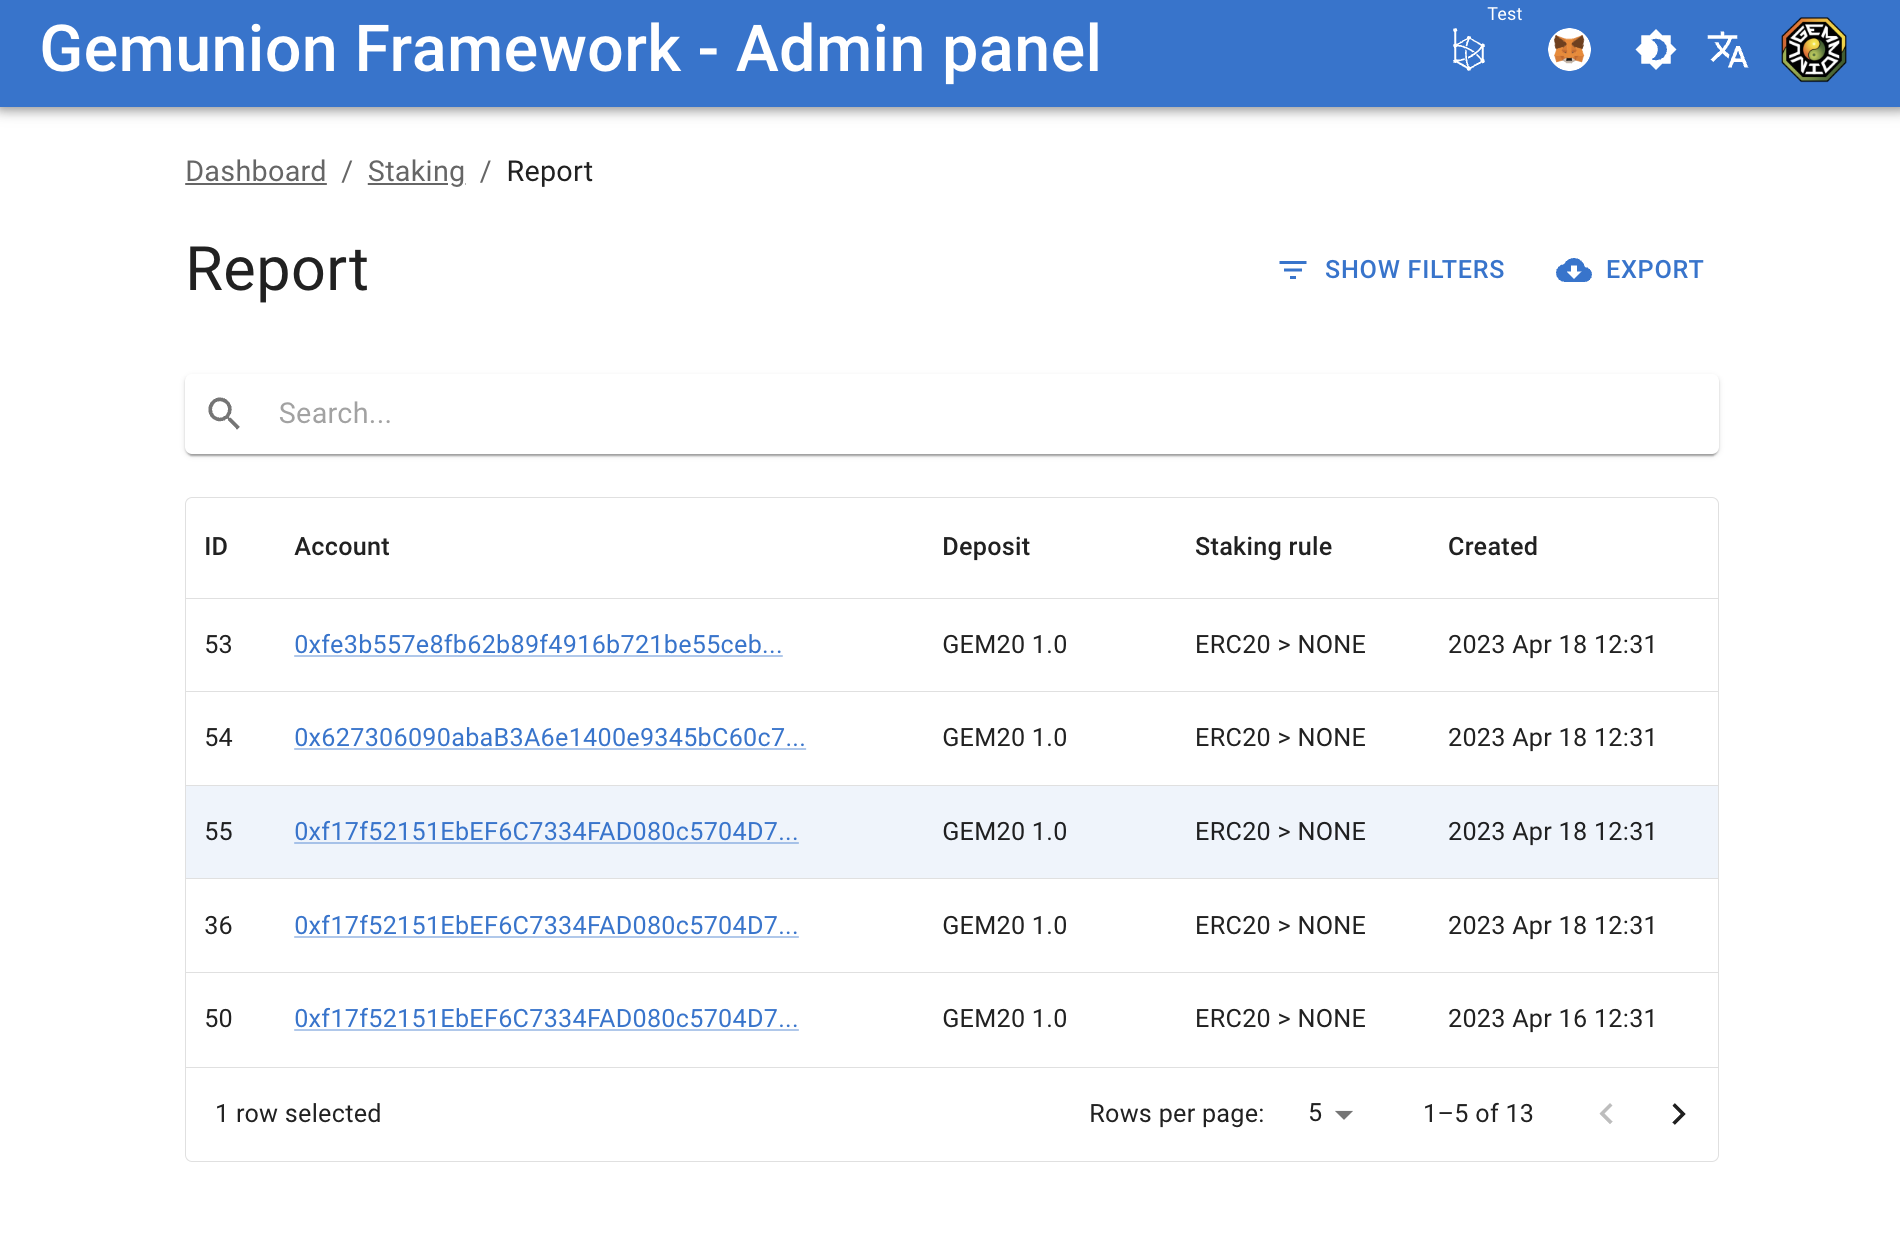 Test
Gemunion Framework - Admin panel
Dashboard / Staking / Report
Report
SHOW FILTERS
EXPORT
Search...
ID Account Deposit Staking rule Created
53 0xfe3b557e8fb62b89f4916b721be55ceb... GEM20 1.0 ERC20 > NONE 2023 Apr 18 12:31
54 0x627306090abaB3A6e1400e9345bC60c7... GEM20 1.0 ERC20 > NONE 2023 Apr 18 12:31
55 0xf17f52151EbEF6C7334FAD080c5704D7... GEM20 1.0 ERC20 > NONE 2023 Apr 18 12:31
36 0xf17f52151EbEF6C7334FAD080c5704D7... GEM20 1.0 ERC20 > NONE 2023 Apr 18 12:31
50 0xf17f52151EbEF6C7334FAD080c5704D7... GEM20 1.0 ERC20 > NONE 2023 Apr 16 12:31
1 row selected Rows per page: 5 1–5 of 13